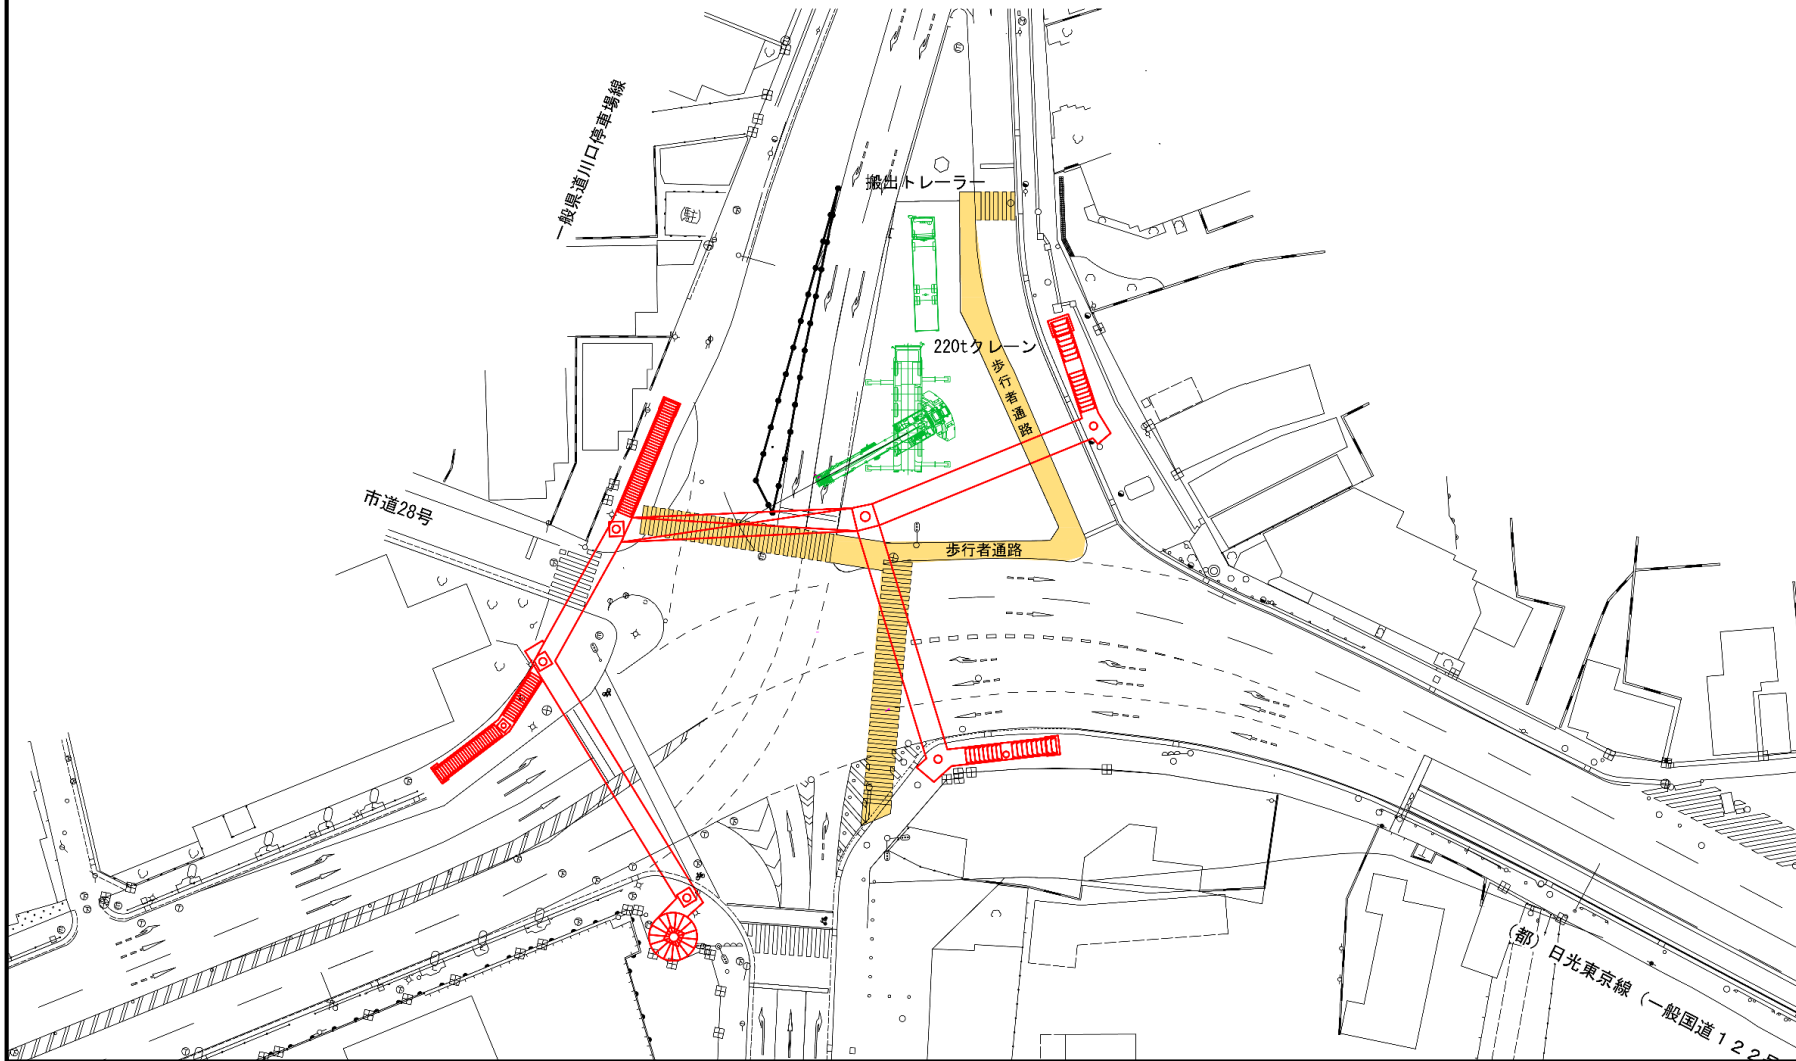 一般県道川口停車場線
搬出トレーラー
220tクレーン
歩行者通路
市道28号
歩行者通路
(都)日光東京線(一般国道122号